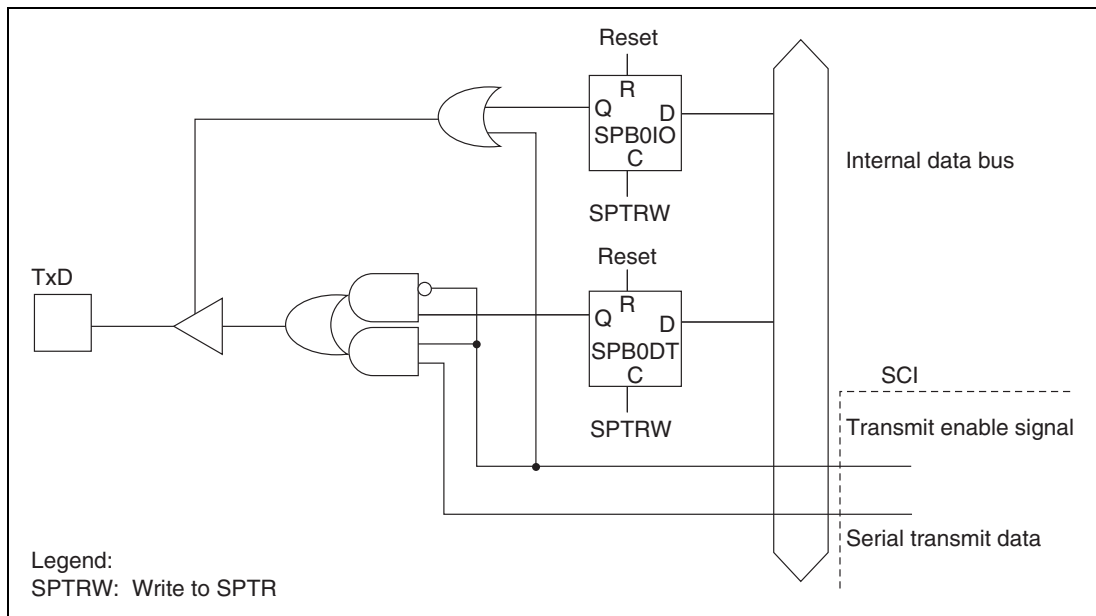 Reset
R
Q
D
SPB0IO
C
Internal data bus
SPTRW
Reset
TxD
R
Q
D
SPB0DT
C
SCI
SPTRW
Transmit enable signal
Serial transmit data
Legend:
SPTRW: Write to SPTR